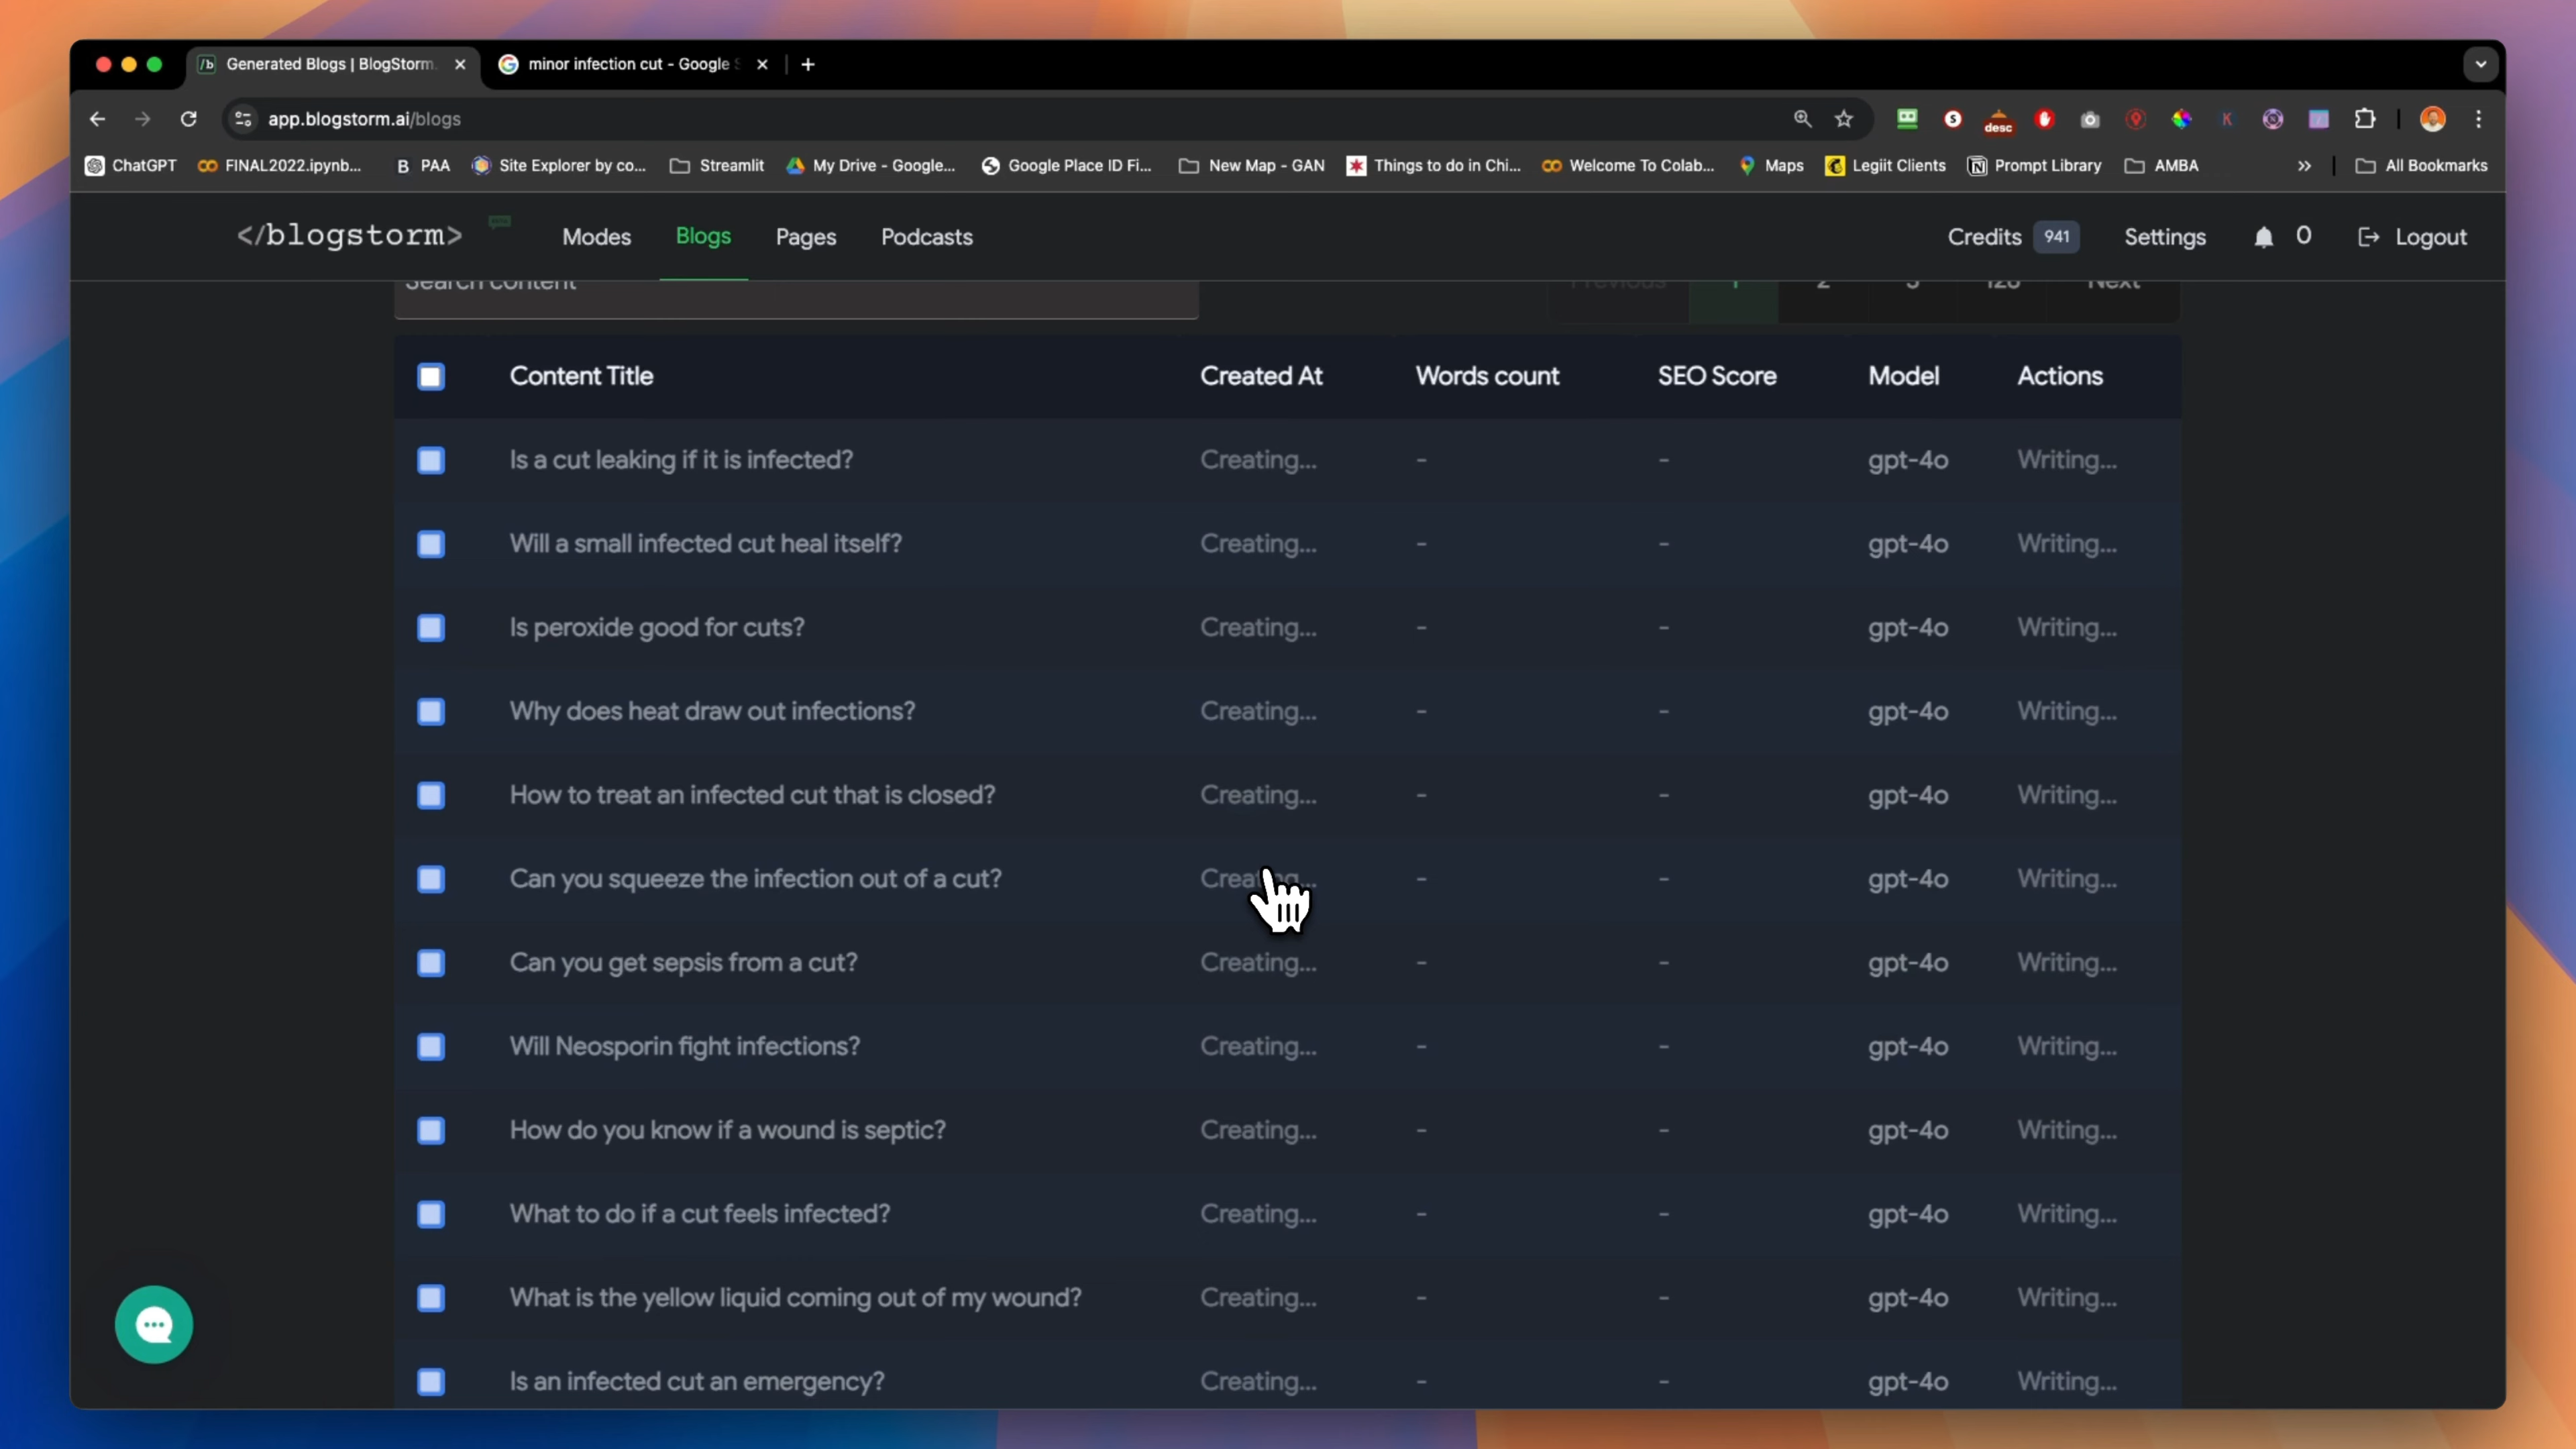 Generated Blogs | BlogStorm.
minor infection cut - Google S
app.blogstorm.ai/blogs
desc
ChatGPT
FINAL2022.ipynb...
PAA
Site Explorer by co...
Streamlit
My Drive - Google...
Google Place ID Fi...
New Map - GAN
Things to do in Chi...
Welcome To Colab...
Maps
Legiit Clients
Prompt Library
AMBA
All Bookmarks
</blogstorm>
Modes
Blogs
Pages
Podcasts
Credits 941
Settings
0
Logout
Search content
Previous 1 2 3 128 Next
Content Title Created At Words count SEO Score Model Actions
Is a cut leaking if it is infected? Creating... - - gpt-4o Writing...
Will a small infected cut heal itself? Creating... - - gpt-4o Writing...
Is peroxide good for cuts? Creating... - - gpt-4o Writing...
Why does heat draw out infections? Creating... - - gpt-4o Writing...
How to treat an infected cut that is closed? Creating... - - gpt-4o Writing...
Can you squeeze the infection out of a cut? Creating... - - gpt-4o Writing...
Can you get sepsis from a cut? Creating... - - gpt-4o Writing...
Will Neosporin fight infections? Creating... - - gpt-4o Writing...
How do you know if a wound is septic? Creating... - - gpt-4o Writing...
What to do if a cut feels infected? Creating... - - gpt-4o Writing...
What is the yellow liquid coming out of my wound? Creating... - - gpt-4o Writing...
Is an infected cut an emergency? Creating... - - gpt-4o Writing...